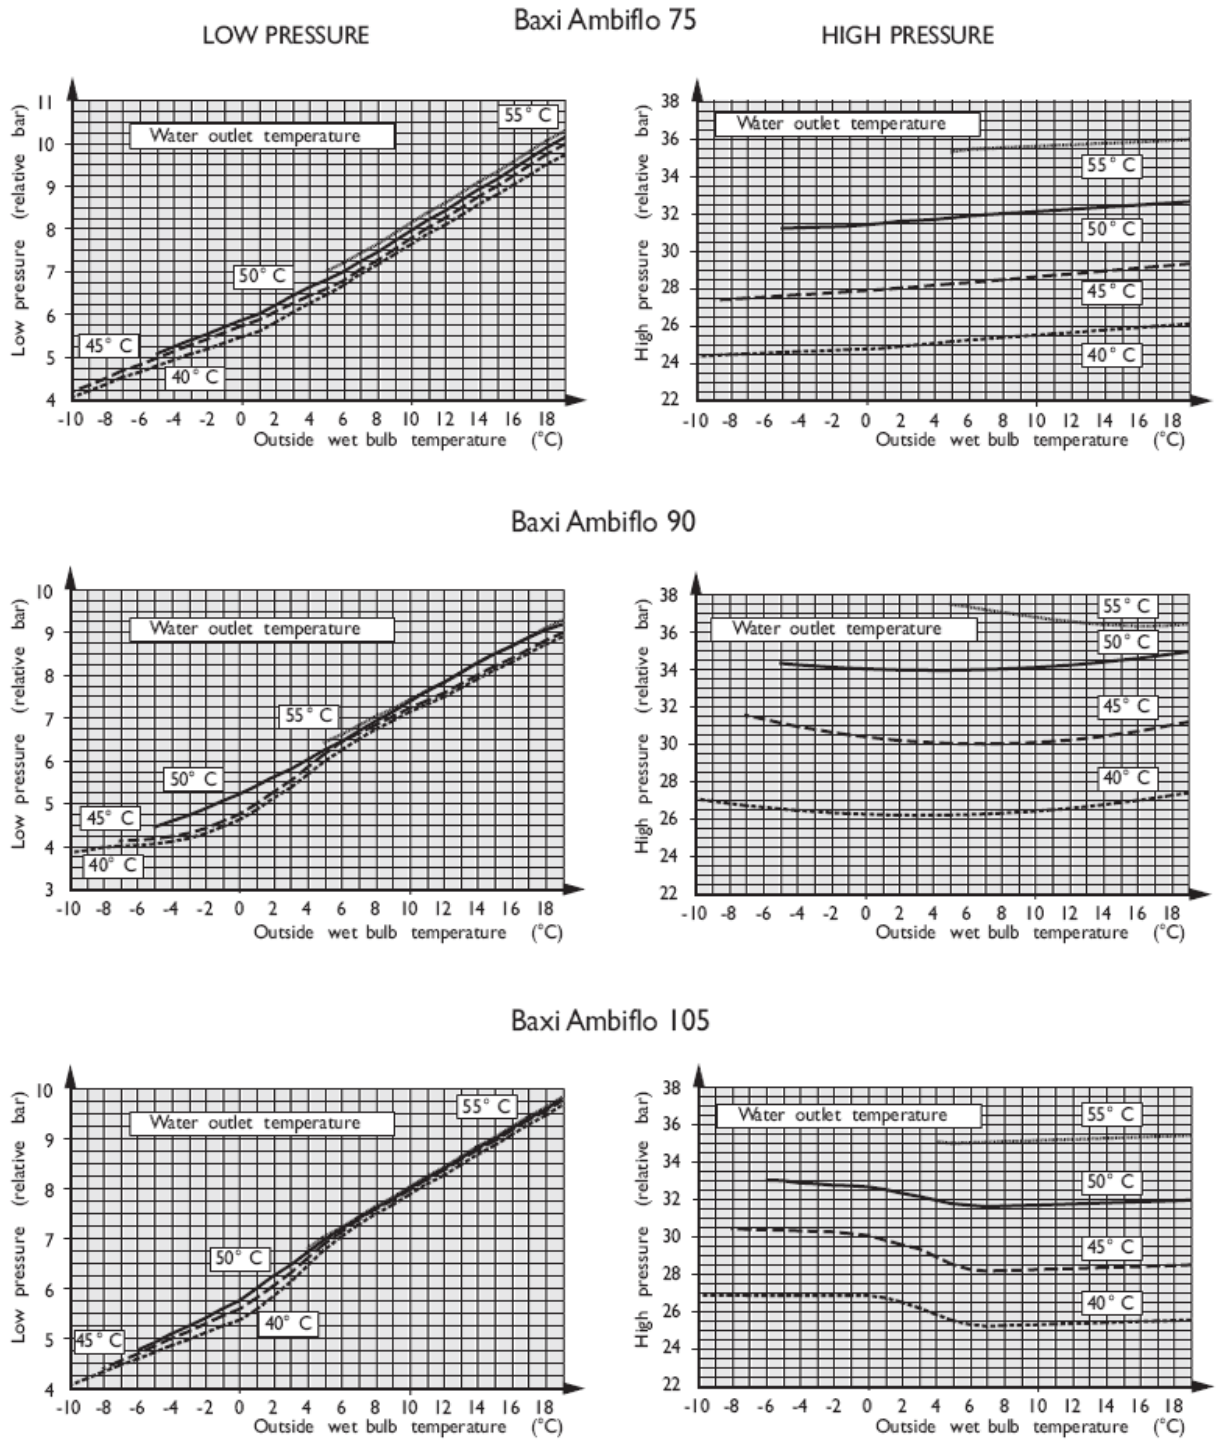 Baxi Ambiflo 75
LOW PRESSURE
HIGH PRESSURE
Low pressure (relative bar)
11
10
9
8
7
6
5
4
Water outlet temperature
55° C
50° C
45° C
40° C
-10 -8 -6 -4 -2 0 2 4 6 8 10 12 14 16 18
Outside wet bulb temperature (°C)
High pressure (relative bar)
38
36
34
32
30
28
26
24
22
Water outlet temperature
55° C
50° C
45° C
40° C
-10 -8 -6 -4 -2 0 2 4 6 8 10 12 14 16 18
Outside wet bulb temperature (°C)
Baxi Ambiflo 90
Low pressure (relative bar)
10
9
8
7
6
5
4
3
Water outlet temperature
55° C
50° C
45° C
40° C
-10 -8 -6 -4 -2 0 2 4 6 8 10 12 14 16 18
Outside wet bulb temperature (°C)
High pressure (relative bar)
38
36
34
32
30
28
26
24
22
Water outlet temperature
55° C
50° C
45° C
40° C
-10 -8 -6 -4 -2 0 2 4 6 8 10 12 14 16 18
Outside wet bulb temperature (°C)
Baxi Ambiflo 105
Low pressure (relative bar)
10
9
8
7
6
5
4
Water outlet temperature
55° C
50° C
40° C
45° C
-10 -8 -6 -4 -2 0 2 4 6 8 10 12 14 16 18
Outside wet bulb temperature (°C)
High pressure (relative bar)
38
36
34
32
30
28
26
24
22
Water outlet temperature
55° C
50° C
45° C
40° C
-10 -8 -6 -4 -2 0 2 4 6 8 10 12 14 16 18
Outside wet bulb temperature (°C)